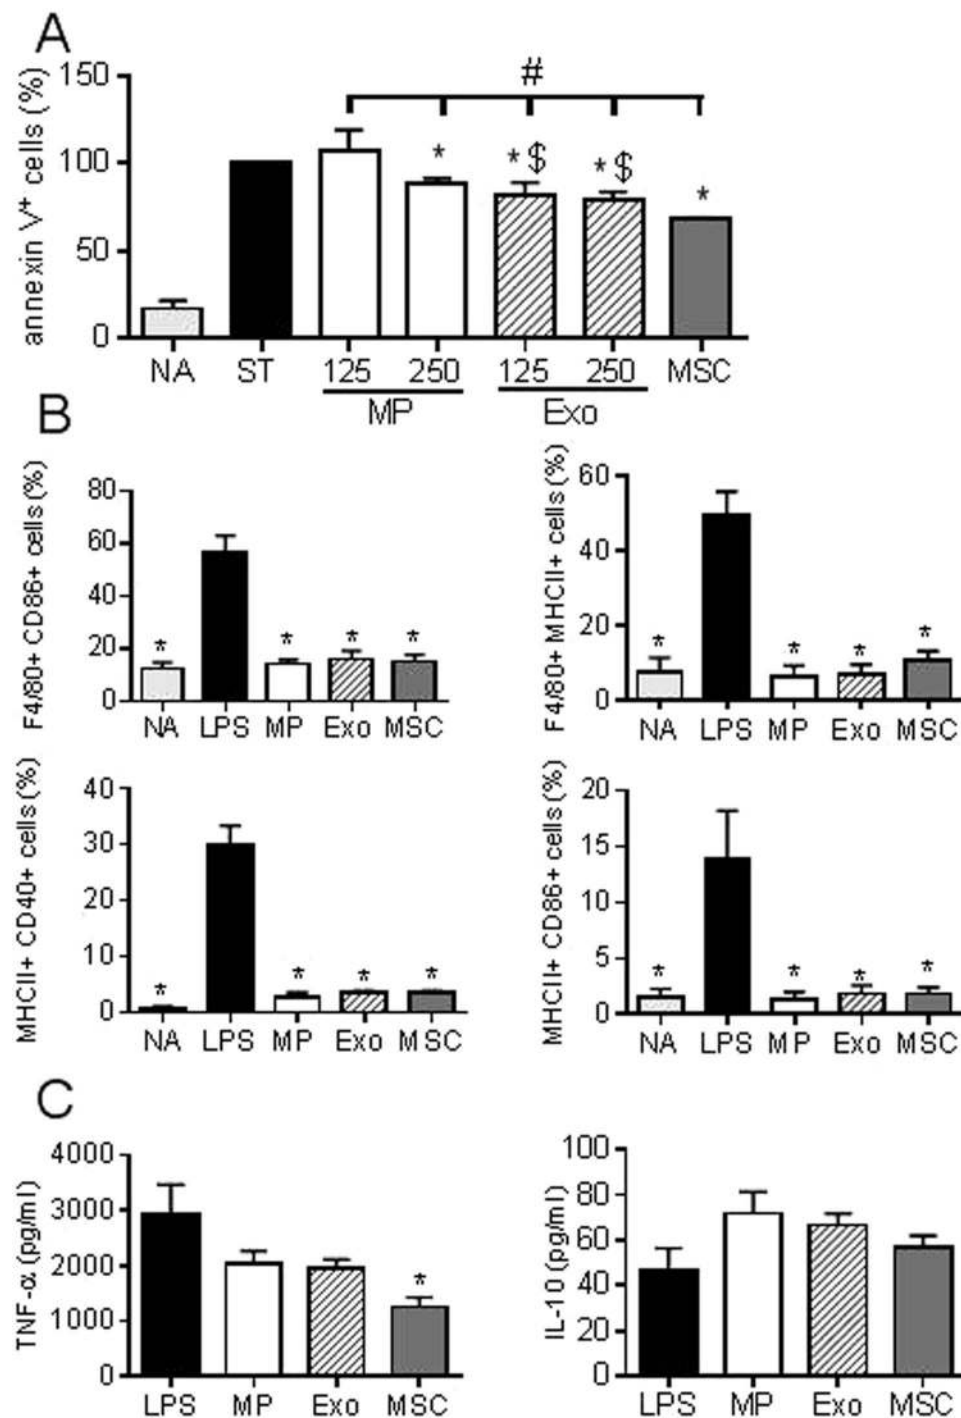 A
annexin V+ cells (%)
150
100
50
0
#
*
* $
* $
*
NA ST 125 250 125 250 MSC
MP Exo
B
F4/80+ CD86+ cells (%)
80
60
40
20
0
* * * *
NA LPS MP Exo MSC
F4/80+ MHCII+ cells (%)
60
40
20
0
* * * *
NA LPS MP Exo MSC
MHCII+ CD40+ cells (%)
40
30
20
10
0
* * * *
NA LPS MP Exo MSC
MHCII+ CD86+ cells (%)
20
15
10
5
0
* * * *
NA LPS MP Exo MSC
C
TNF-α (pg/ml)
4000
3000
2000
1000
0
*
LPS MP Exo MSC
IL-10 (pg/ml)
100
80
60
40
20
0
LPS MP Exo MSC